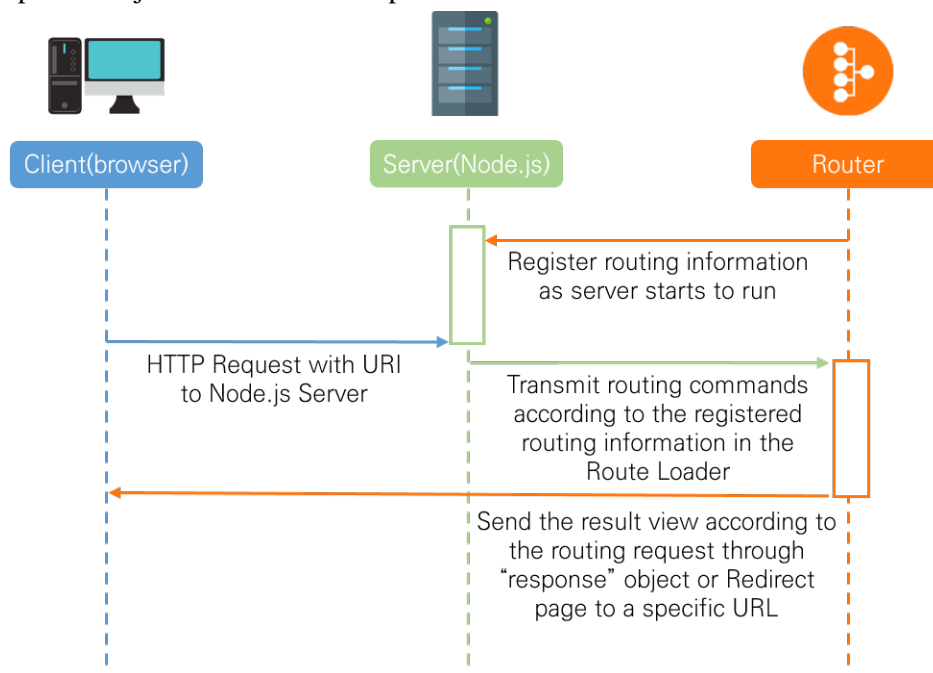 Client(browser)
Server(Node.js)
Router
Register routing information
as server starts to run
HTTP Request with URI
to Node.js Server
Transmit routing commands
according to the registered
routing information in the
Route Loader
Send the result view according to
the routing request through
“response” object or Redirect
page to a specific URL